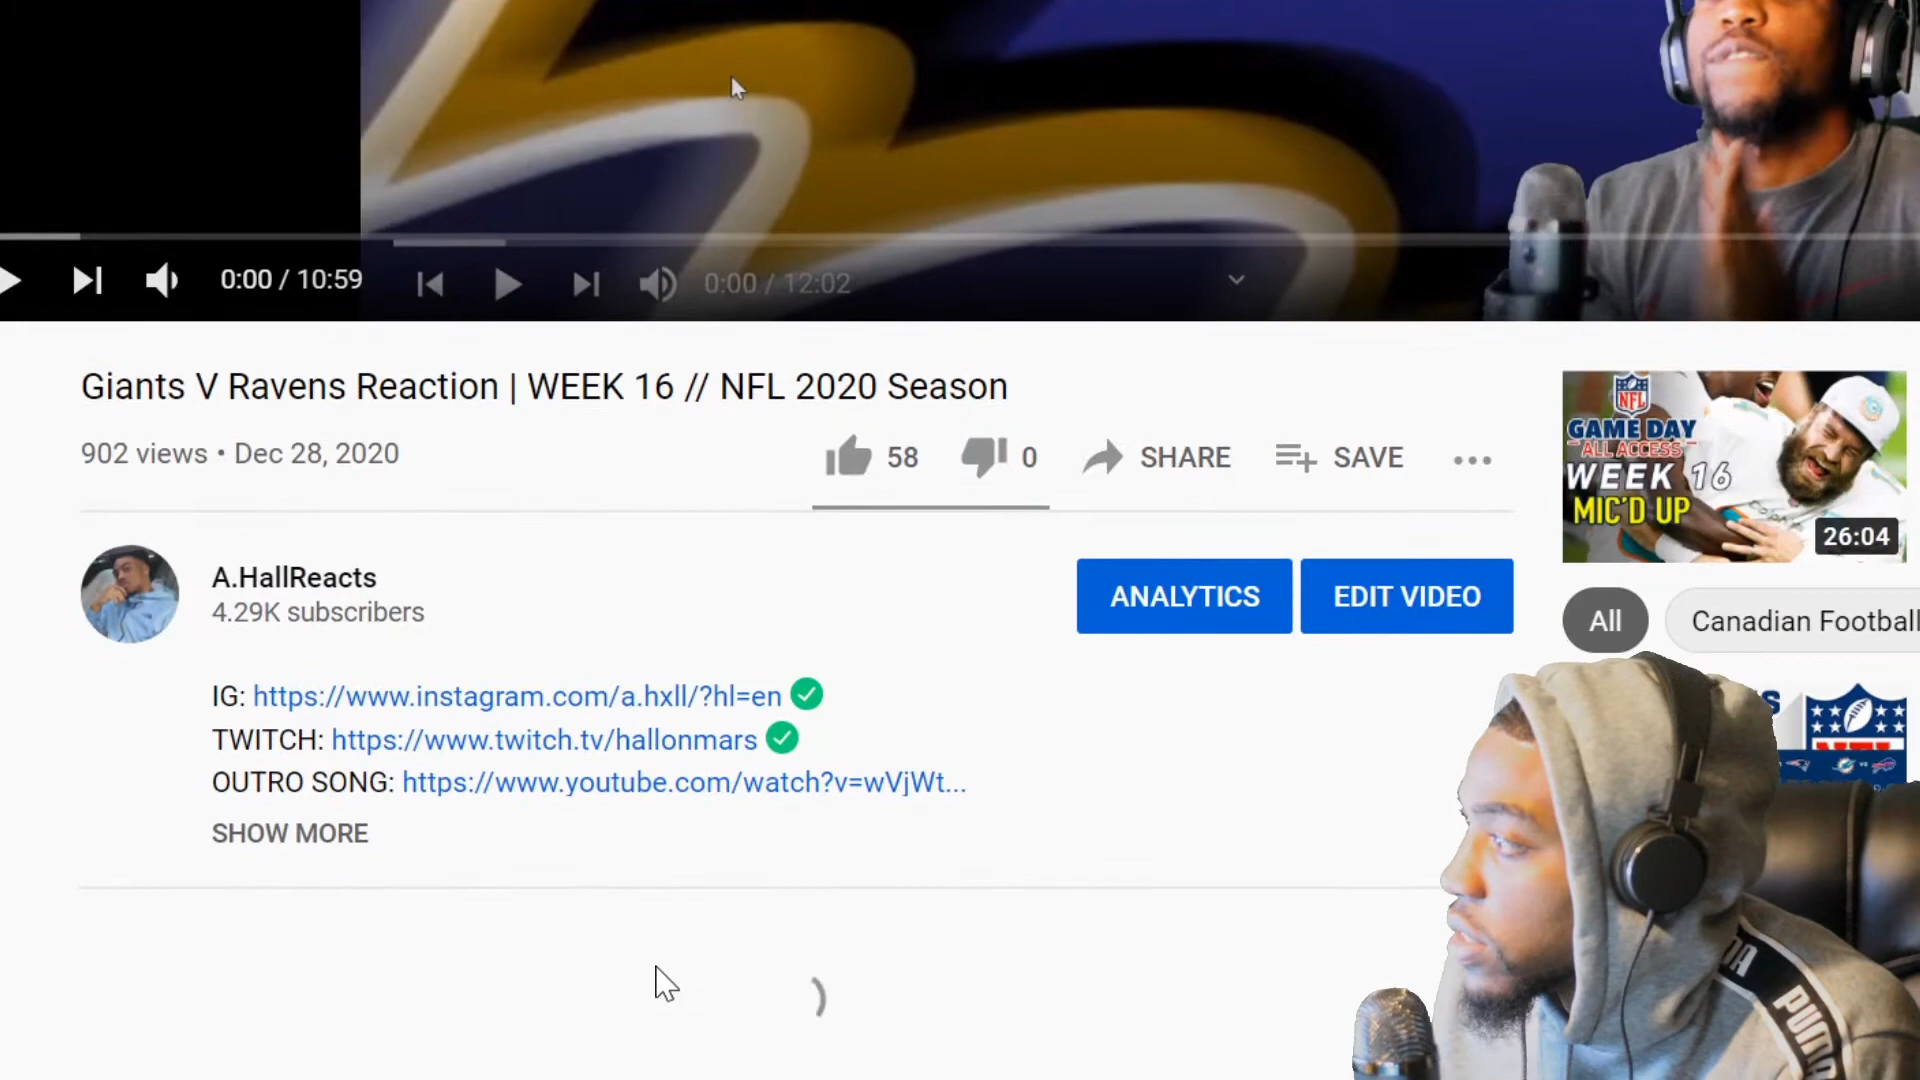 0:00 / 10:59
0:00 / 12:02
Giants V Ravens Reaction | WEEK 16 // NFL 2020 Season
902 views • Dec 28, 2020
58
0
SHARE
SAVE
A.HallReacts
4.29K subscribers
ANALYTICS
EDIT VIDEO
IG: https://www.instagram.com/a.hxll/?hl=en
TWITCH: https://www.twitch.tv/hallonmars
OUTRO SONG: https://www.youtube.com/watch?v=wVjWt...
SHOW MORE
NFL
GAME DAY
ALL ACCESS
WEEK 16
MIC'D UP
26:04
All
Canadian Football
PUMA